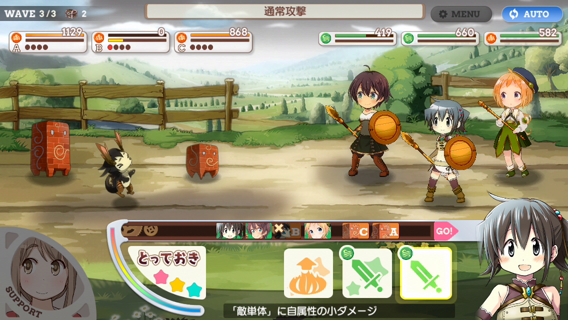 WAVE 3/3 2
通常攻撃
MENU
AUTO
1129
A
0
B
868
C
419
660
582
B
C
A
GO!
とっておき
SUPPORT
「敵単体」に自属性の小ダメージ